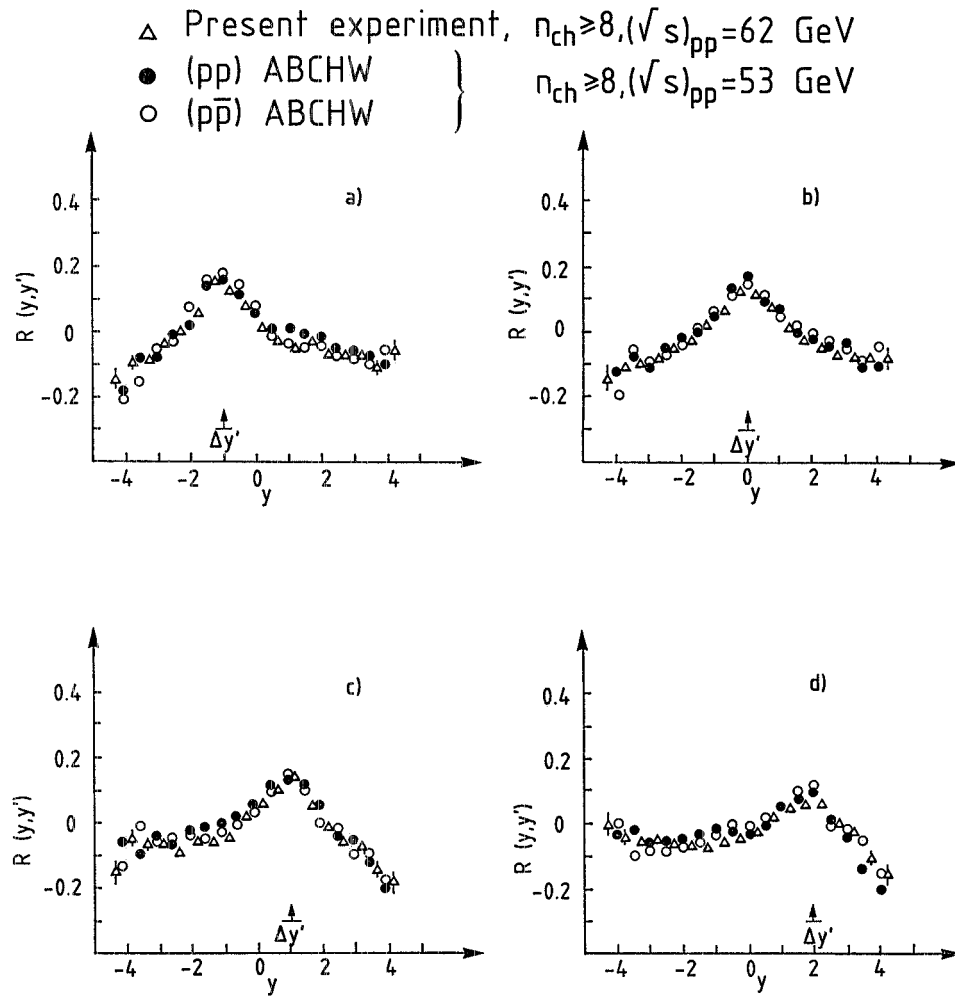 △ Present experiment, n_ch ≥ 8, (√s)_pp = 62 GeV
● (pp) ABCHW
n_ch ≥ 8, (√s)_pp = 53 GeV
○ (pp̅) ABCHW
a)
0.4
0.2
0
-0.2
R (y,y')
Δy'
-4 -2 0 2 4
y
b)
0.4
0.2
0
-0.2
R (y,y')
Δy'
-4 -2 0 2 4
y
c)
0.4
0.2
0
-0.2
R (y,y')
Δy'
-4 -2 0 2 4
y
d)
0.4
0.2
0
-0.2
R (y,y')
Δy'
-4 -2 0 2 4
y